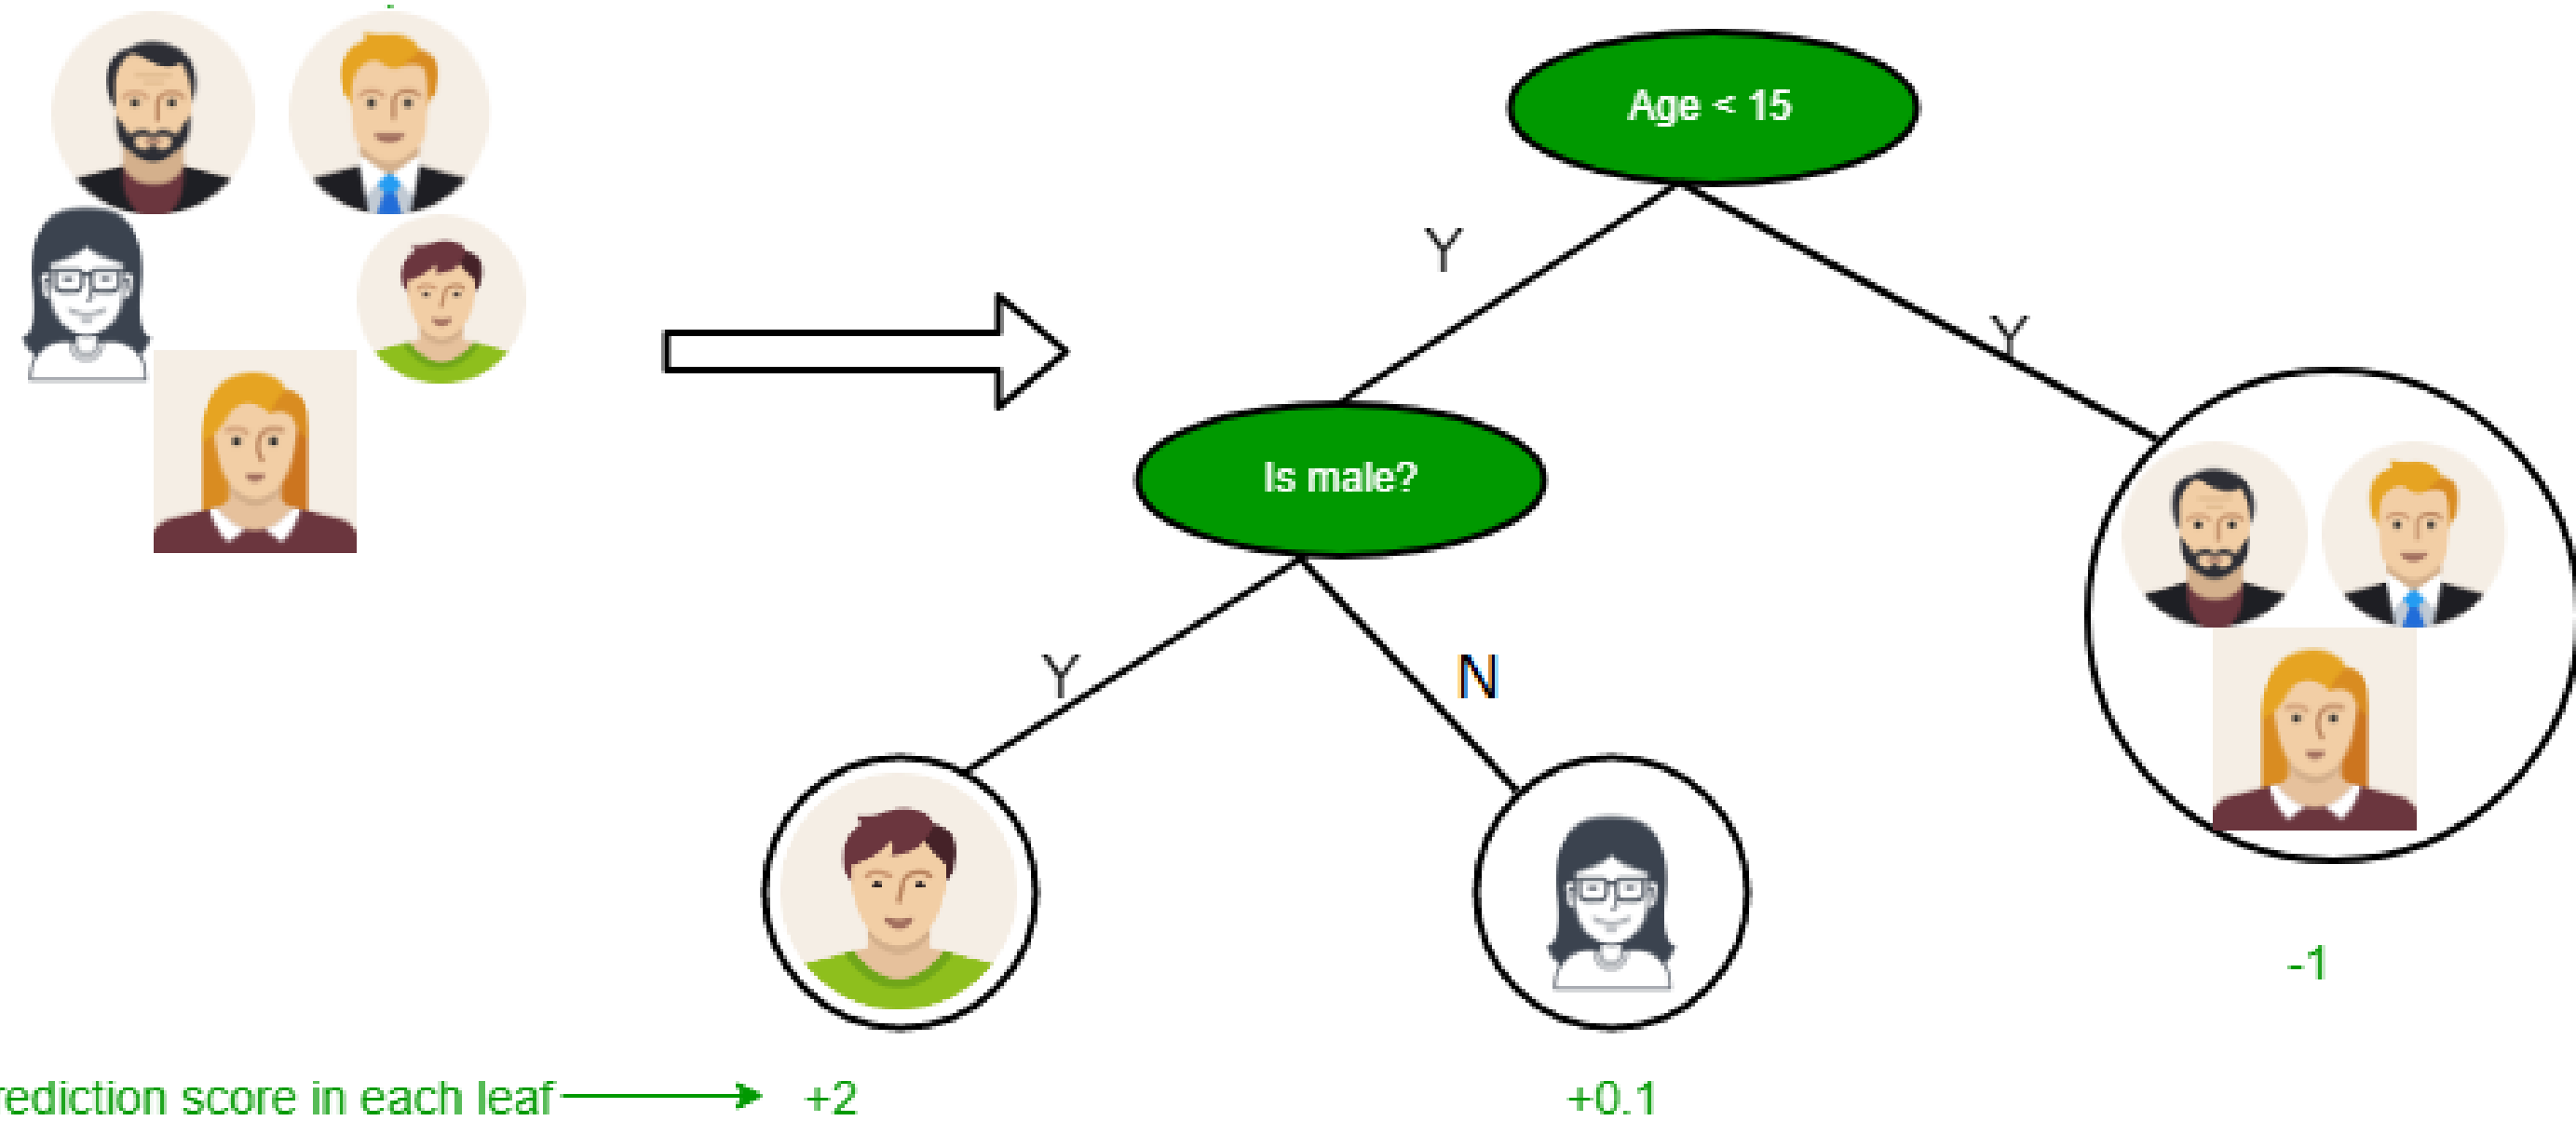 Age < 15
Y
Y
Is male?
Y
N
-1
rediction score in each leaf
+2
+0.1